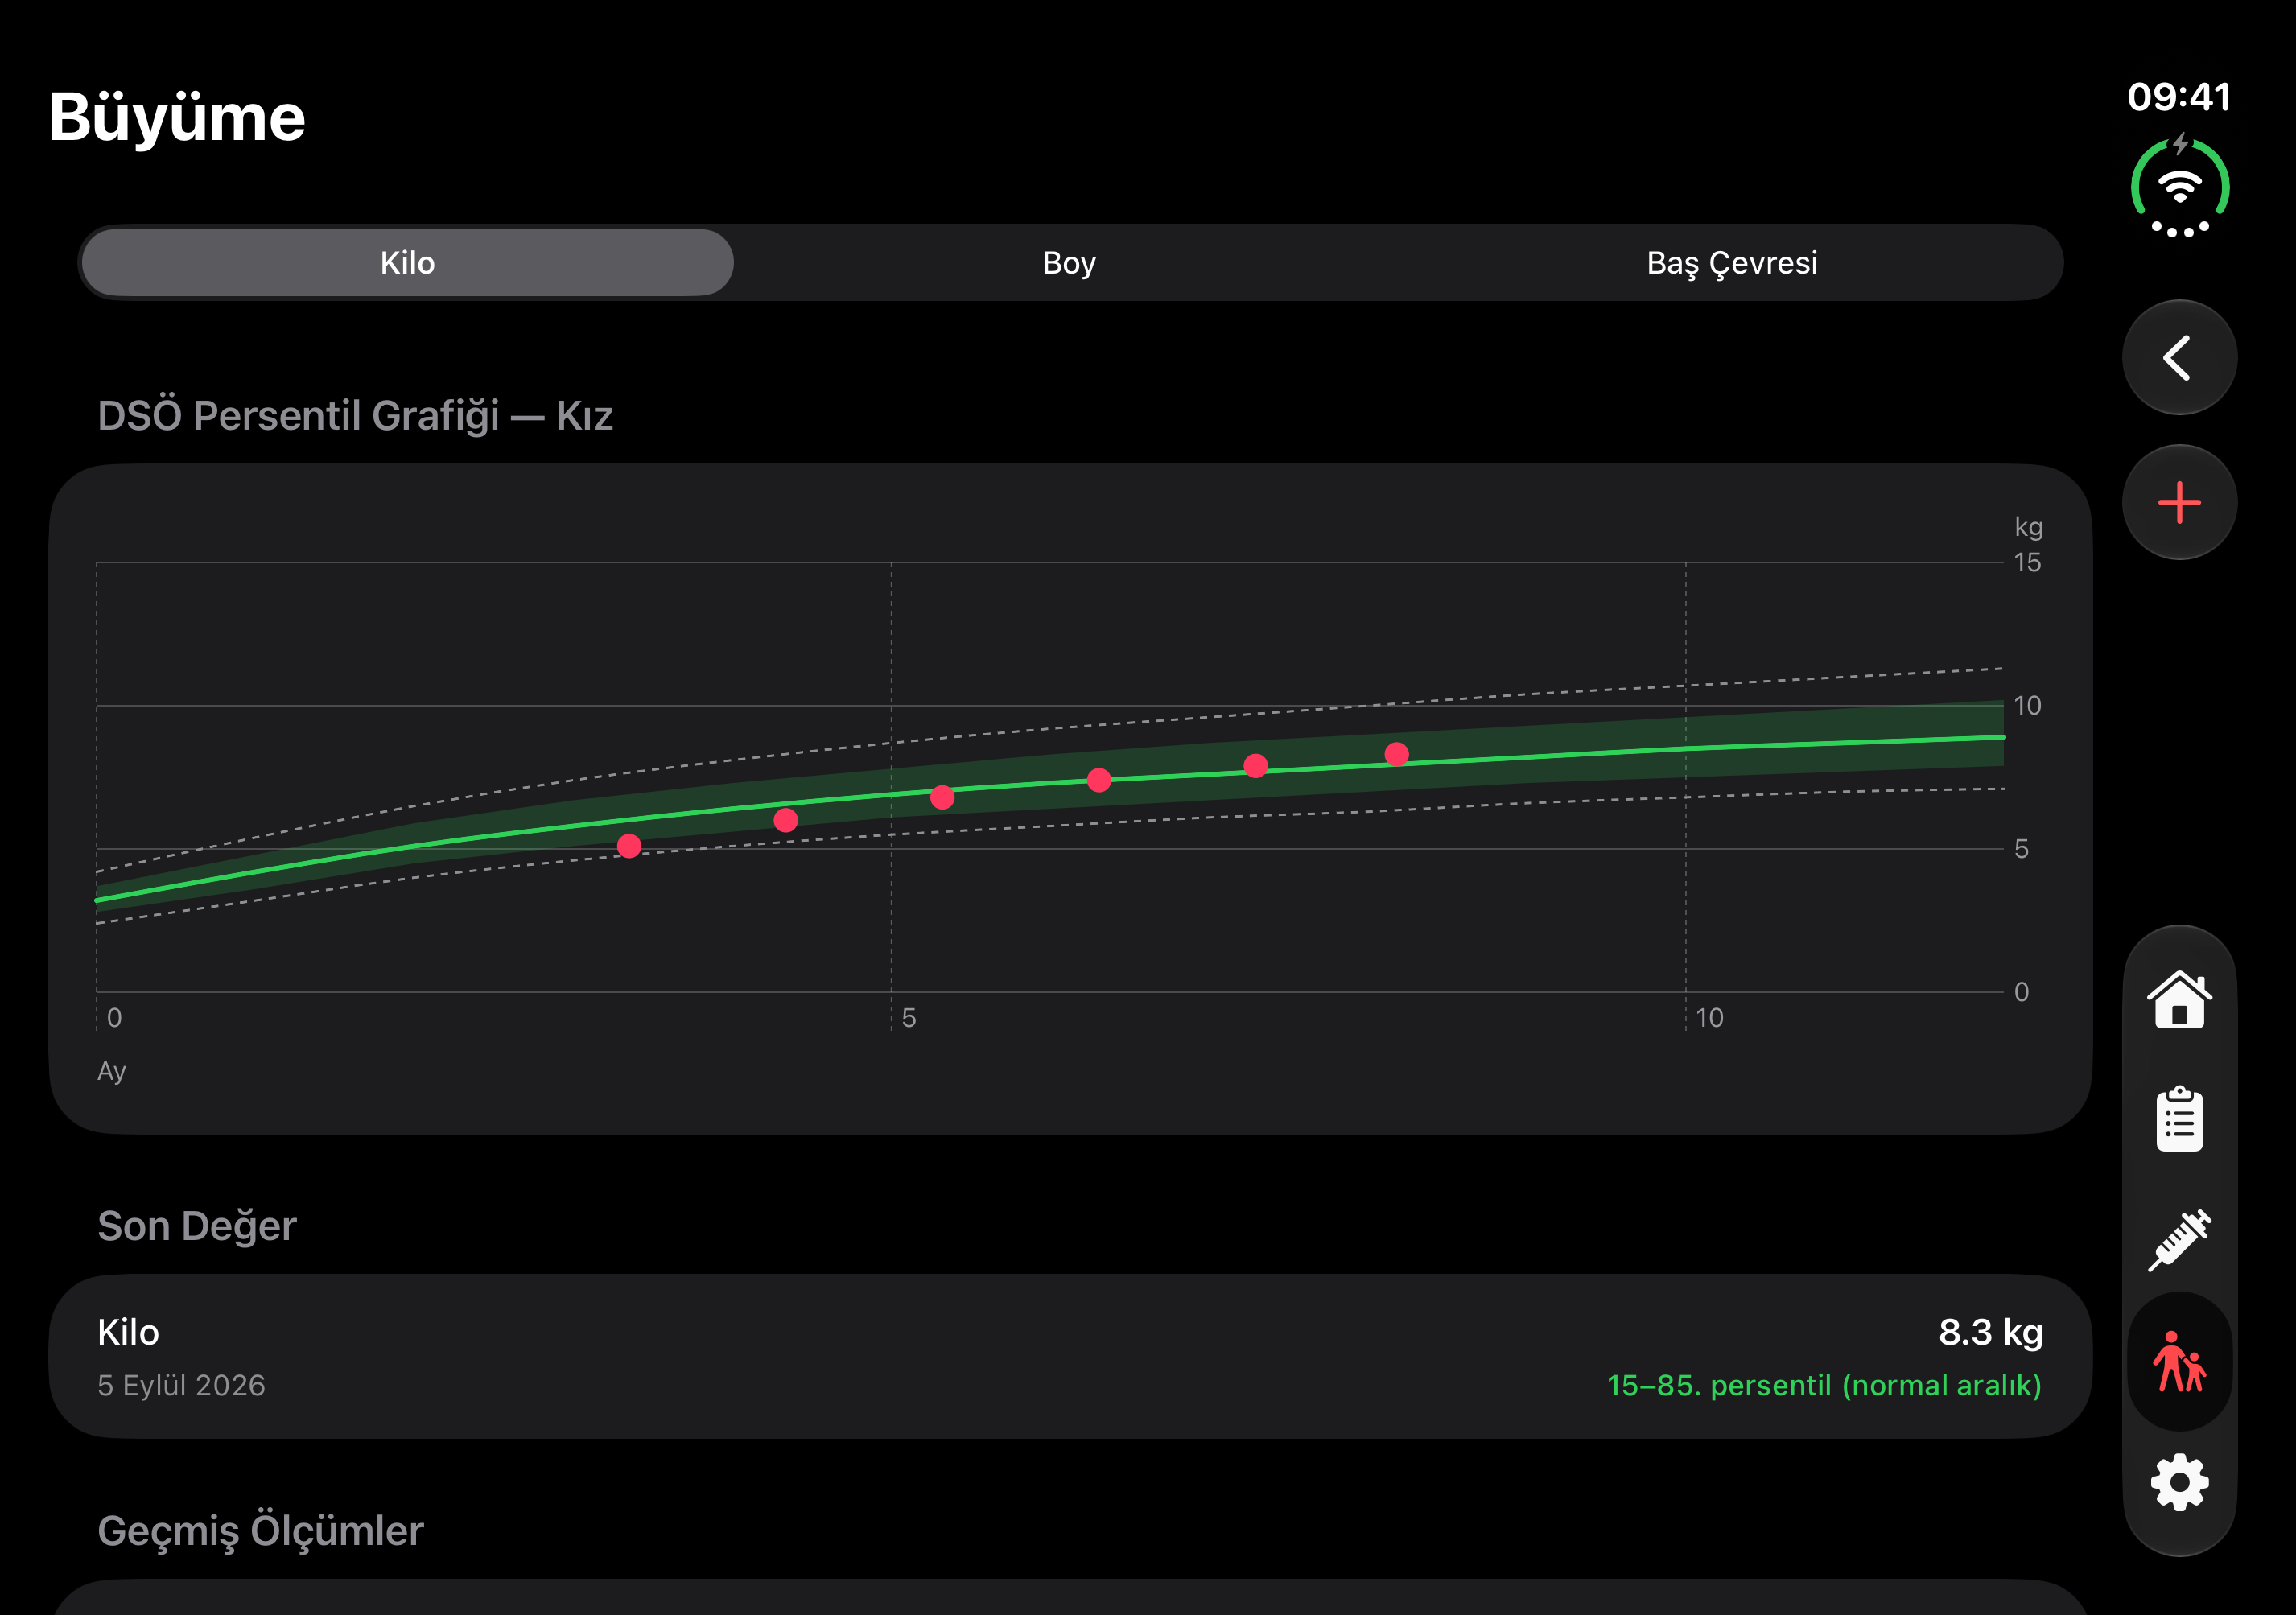 Büyüme
09:41
Kilo
Boy
Baş Çevresi
DSÖ Persentil Grafiği — Kız
kg
15
10
5
0
0
5
10
Ay
Son Değer
Kilo
8.3 kg
5 Eylül 2026
15–85. persentil (normal aralık)
Geçmiş Ölçümler